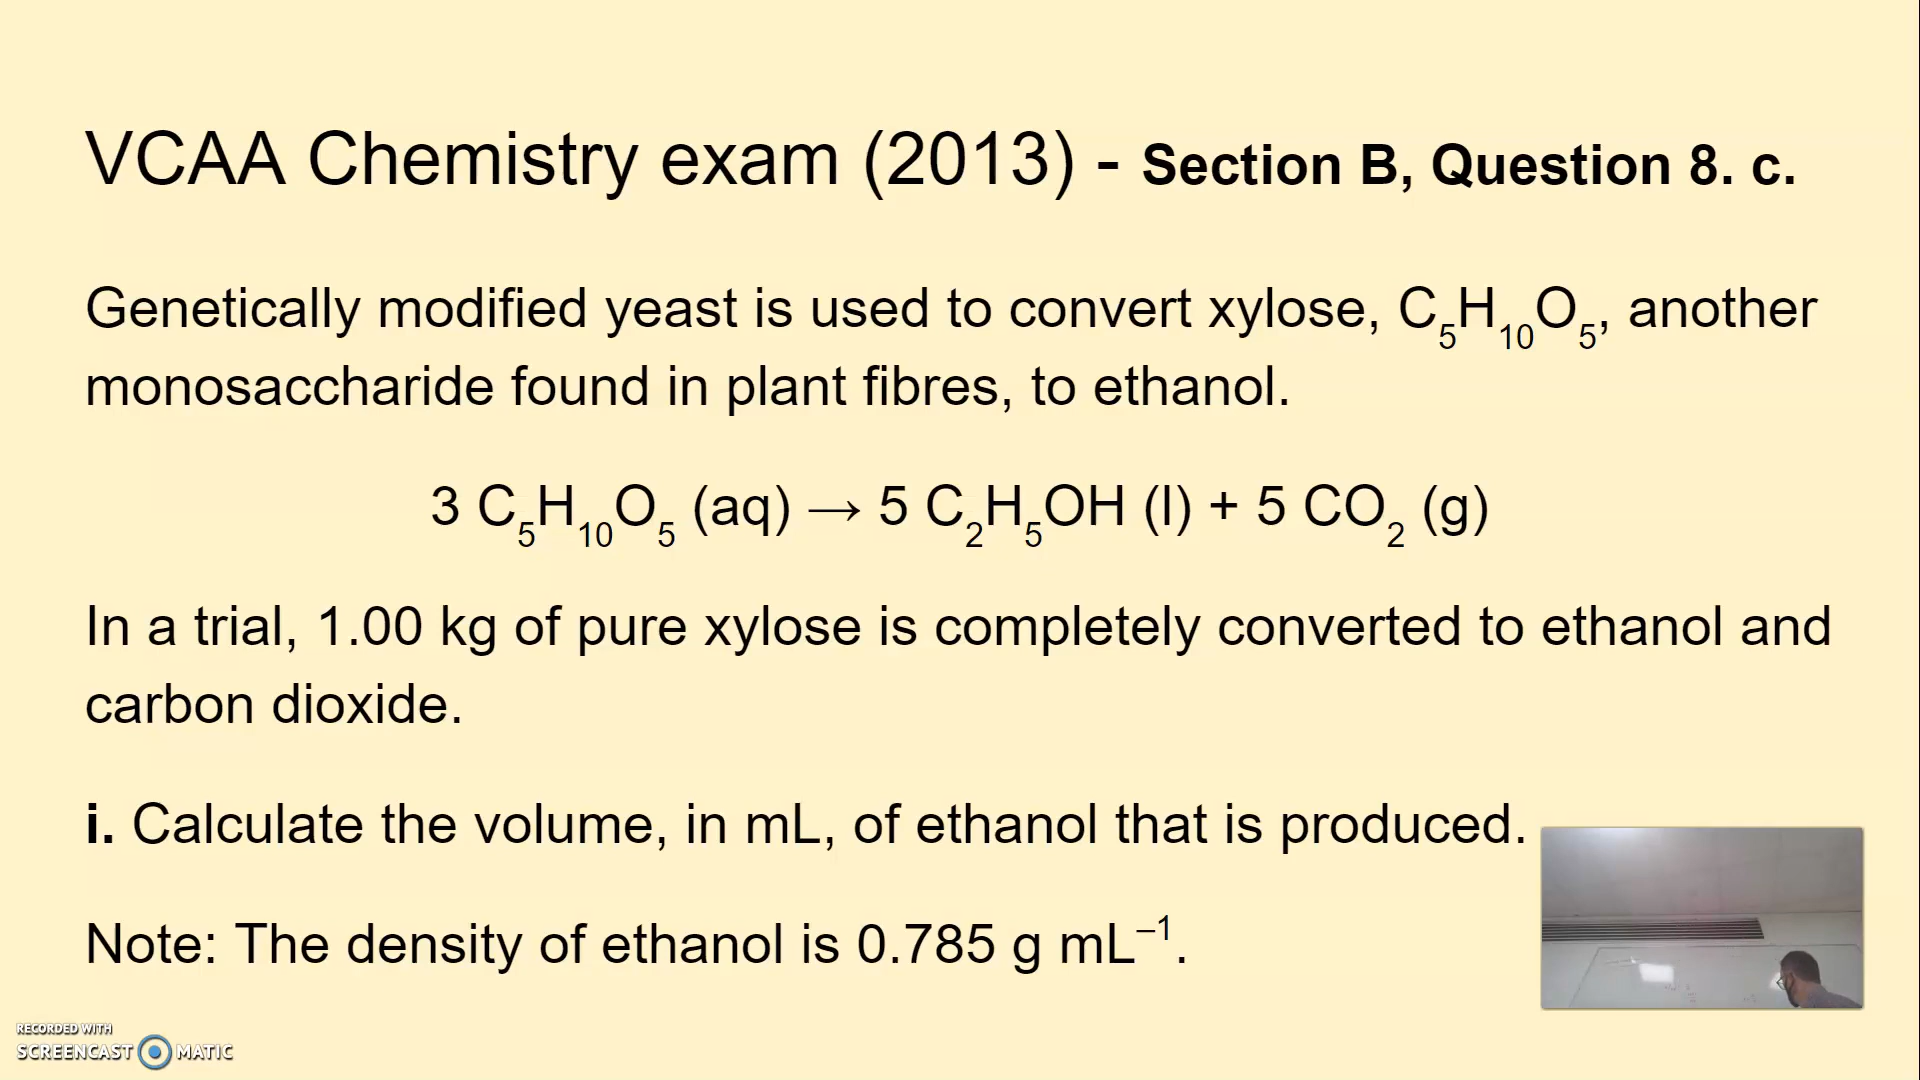 VCAA Chemistry exam (2013) - Section B, Question 8. c.
Genetically modified yeast is used to convert xylose, C₅H₁₀O₅, another
monosaccharide found in plant fibres, to ethanol.
3 C₅H₁₀O₅ (aq) → 5 C₂H₅OH (l) + 5 CO₂ (g)
In a trial, 1.00 kg of pure xylose is completely converted to ethanol and
carbon dioxide.
i. Calculate the volume, in mL, of ethanol that is produced.
Note: The density of ethanol is 0.785 g mL⁻¹.
RECORDED WITH
SCREENCAST MATIC